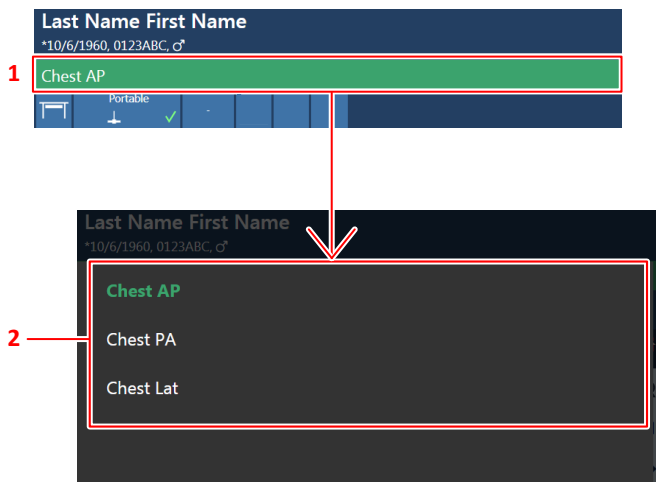 Last Name First Name
*10/6/1960, 0123ABC, ♂
1
Chest AP
Portable
-
Last Name First Name
*10/6/1960, 0123ABC, ♂
Chest AP
2
Chest PA
Chest Lat